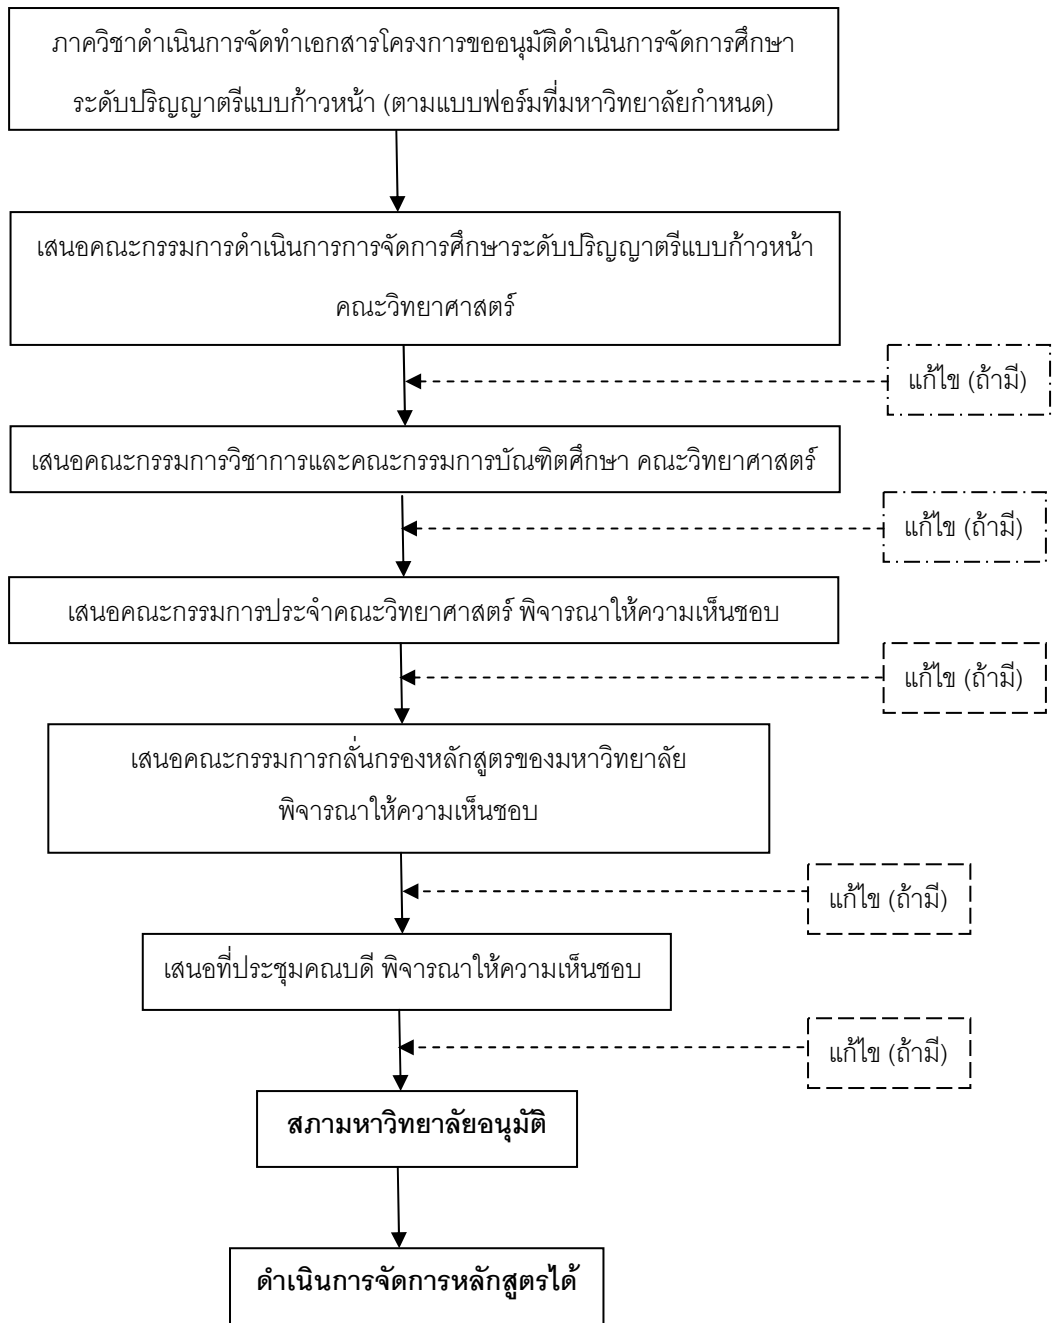 ภาควิชาดำเนินการจัดทำเอกสารโครงการขออนุมัติดำเนินการจัดการศึกษา
ระดับปริญญาตรีแบบก้าวหน้า (ตามแบบฟอร์มที่มหาวิทยาลัยกำหนด)
เสนอคณะกรรมการดำเนินการการจัดการศึกษาระดับปริญญาตรีแบบก้าวหน้า
คณะวิทยาศาสตร์
แก้ไข (ถ้ามี)
เสนอคณะกรรมการวิชาการและคณะกรรมการบัณฑิตศึกษา คณะวิทยาศาสตร์
แก้ไข (ถ้ามี)
เสนอคณะกรรมการประจำคณะวิทยาศาสตร์ พิจารณาให้ความเห็นชอบ
แก้ไข (ถ้ามี)
เสนอคณะกรรมการกลั่นกรองหลักสูตรของมหาวิทยาลัย
พิจารณาให้ความเห็นชอบ
แก้ไข (ถ้ามี)
เสนอที่ประชุมคณบดี พิจารณาให้ความเห็นชอบ
แก้ไข (ถ้ามี)
สภามหาวิทยาลัยอนุมัติ
ดำเนินการจัดการหลักสูตรได้